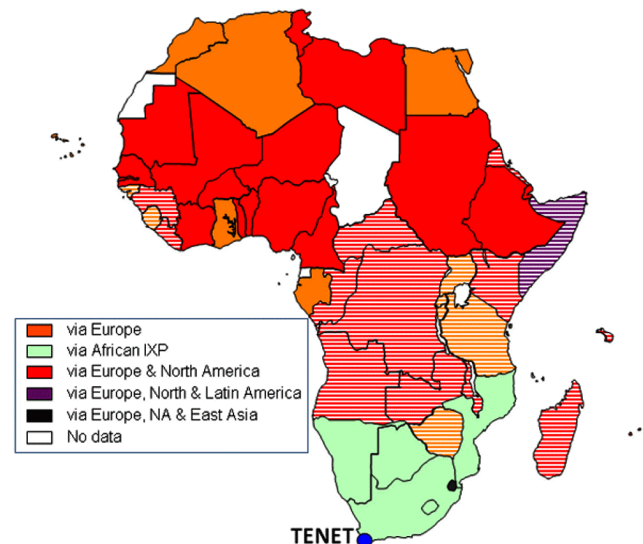 via Europe
via African IXP
via Europe & North America
via Europe, North & Latin America
via Europe, NA & East Asia
No data
TENET